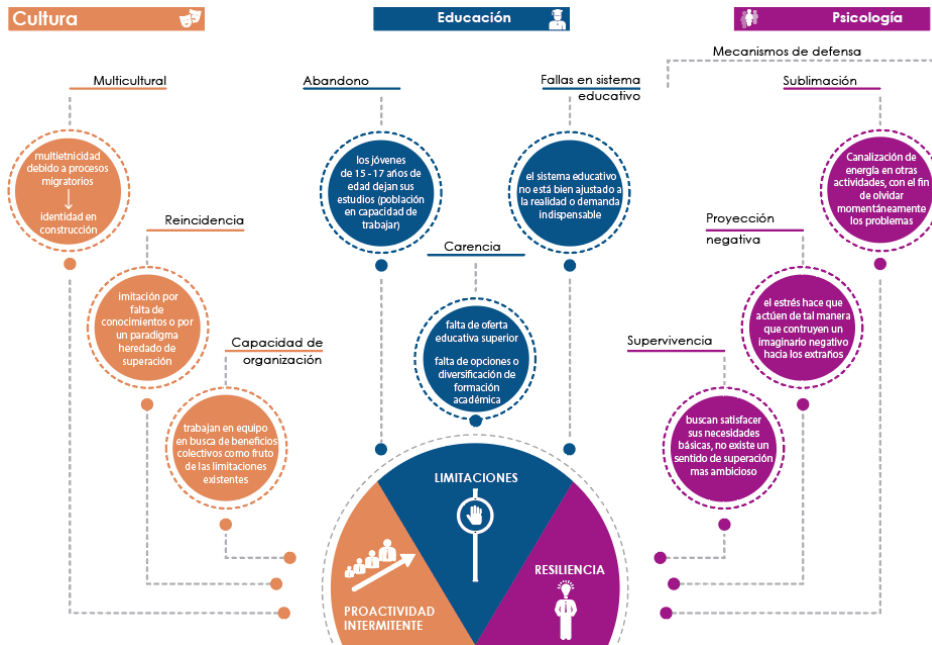 Cultura
Educación
Psicología
Mecanismos de defensa
Multicultural
multietnicidad
debido a procesos
migratorios
identidad en
construcción
Reincidencia
imitación por
falta de
conocimientos o por
un paradigma
heredado de
superación
Capacidad de
organización
trabajan en equipo
en busca de beneficios
colectivos como fruto
de las limitaciones
existentes
Abandono
los jóvenes
de 15 - 17 años de
edad dejan sus
estudios (población
en capacidad de
trabajar)
Carencia
falta de oferta
educativa superior
falta de opciones o
diversificación de
formación
académica
Fallas en sistema
educativo
el sistema educativo
no está bien ajustado a
la realidad o demanda
indispensable
Sublimación
Canalización de
energía en otras
actividades, con el fin
de olvidar
momentáneamente
los problemas
Proyección
negativa
el estrés hace que
actúen de tal manera
que contruyen un
imaginario negativo
hacia los extraños
Supervivencia
buscan satisfacer
sus necesidades
básicas, no existe un
sentido de superación
mas ambicioso
LIMITACIONES
PROACTIVIDAD
INTERMITENTE
RESILIENCIA